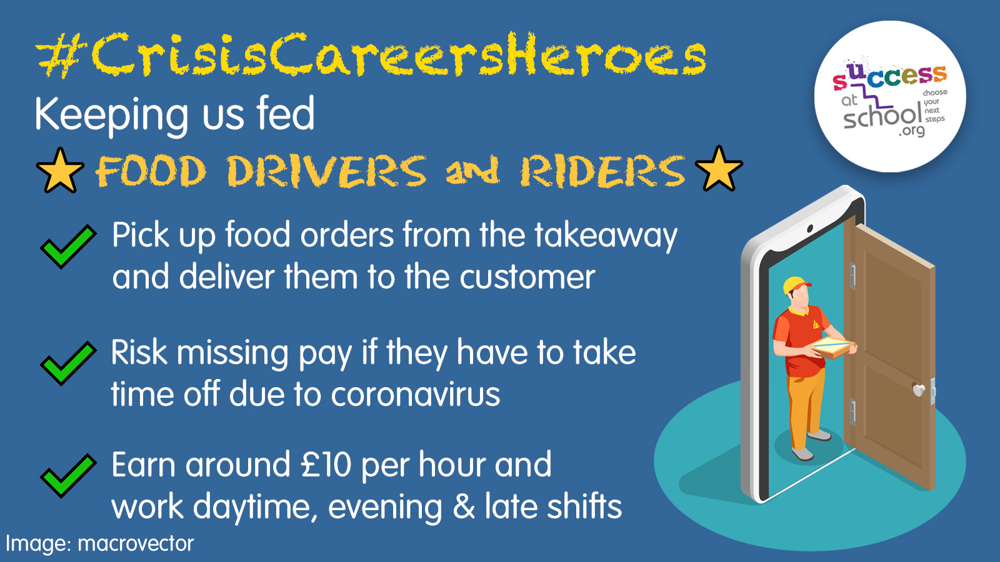 #CrisisCareersHeroes
Keeping us fed
FOOD DRIVERS and RIDERS
Pick up food orders from the takeaway
and deliver them to the customer
Risk missing pay if they have to take
time off due to coronavirus
Earn around £10 per hour and
work daytime, evening & late shifts
Image: macrovector
success
at
school
.org
choose
your
next
steps